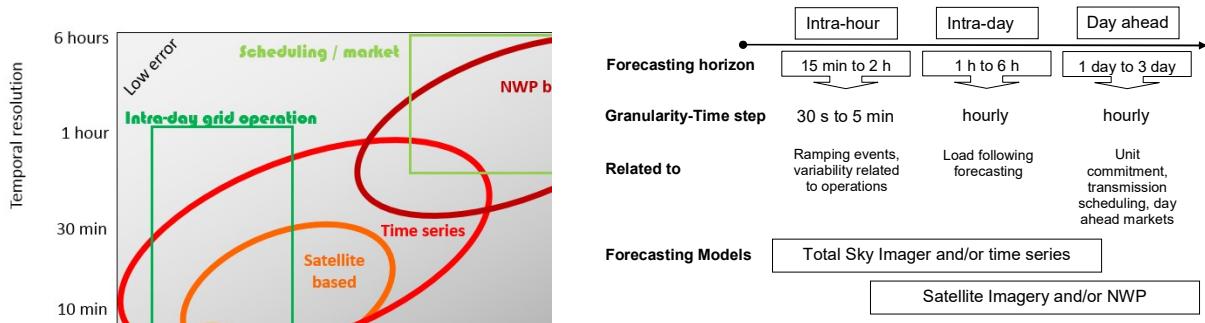 Temporal resolution
6 hours
1 hour
30 min
10 min
Low error
Scheduling / market
NWP b
Intra-day grid operation
Time series
Satellite
based
Intra-hour
Intra-day
Day ahead
Forecasting horizon
15 min to 2 h
1 h to 6 h
1 day to 3 day
Granularity-Time step
30 s to 5 min
hourly
hourly
Related to
Ramping events,
variability related
to operations
Load following
forecasting
Unit
commitment,
transmission
scheduling, day
ahead markets
Forecasting Models
Total Sky Imager and/or time series
Satellite Imagery and/or NWP